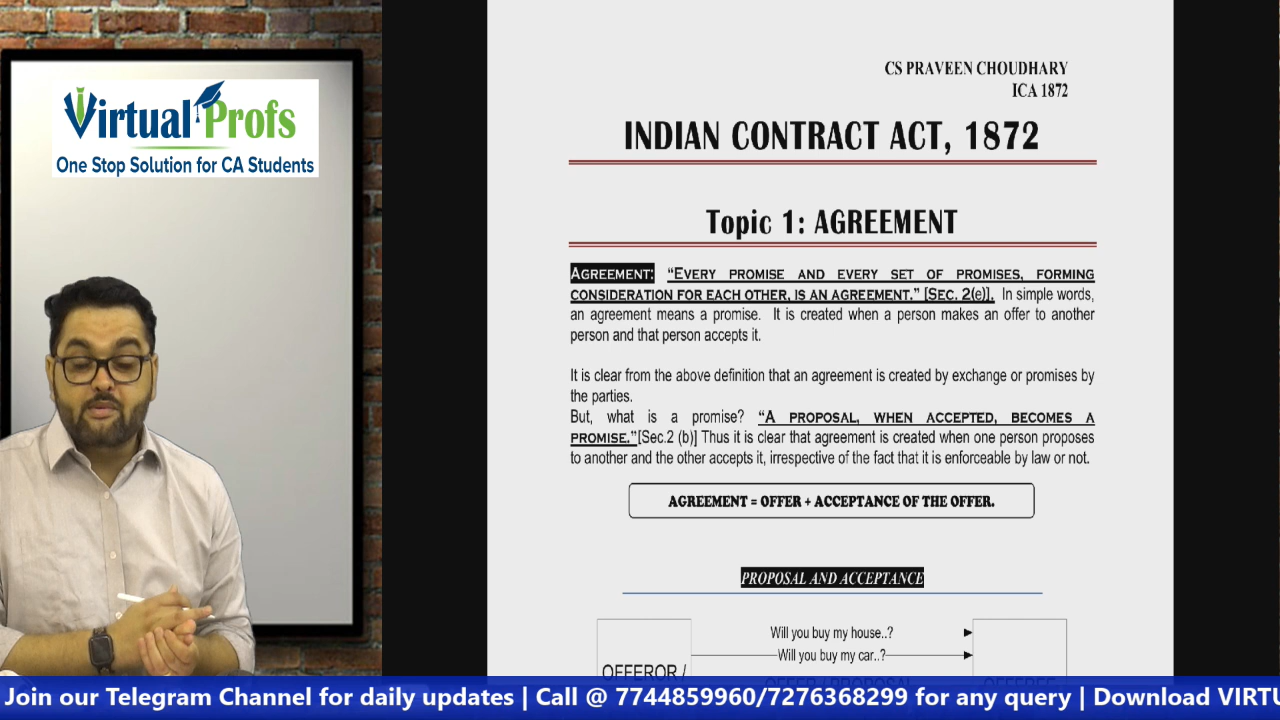 Virtual Profs
One Stop Solution for CA Students
CS PRAVEEN CHOUDHARY
ICA 1872
INDIAN CONTRACT ACT, 1872
Topic 1: AGREEMENT
AGREEMENT: “EVERY PROMISE AND EVERY SET OF PROMISES, FORMING
CONSIDERATION FOR EACH OTHER, IS AN AGREEMENT.” [SEC. 2(e)]. In simple words,
an agreement means a promise. It is created when a person makes an offer to another
person and that person accepts it.
It is clear from the above definition that an agreement is created by exchange or promises by
the parties.
But, what is a promise? “A PROPOSAL, WHEN ACCEPTED, BECOMES A
PROMISE.”[Sec.2 (b)] Thus it is clear that agreement is created when one person proposes
to another and the other accepts it, irrespective of the fact that it is enforceable by law or not.
AGREEMENT = OFFER + ACCEPTANCE OF THE OFFER.
PROPOSAL AND ACCEPTANCE
Will you buy my house..?
Will you buy my car..?
OFFEROR /
Join our Telegram Channel for daily updates | Call @ 7744859960/7276368299 for any query | Download VIRTU